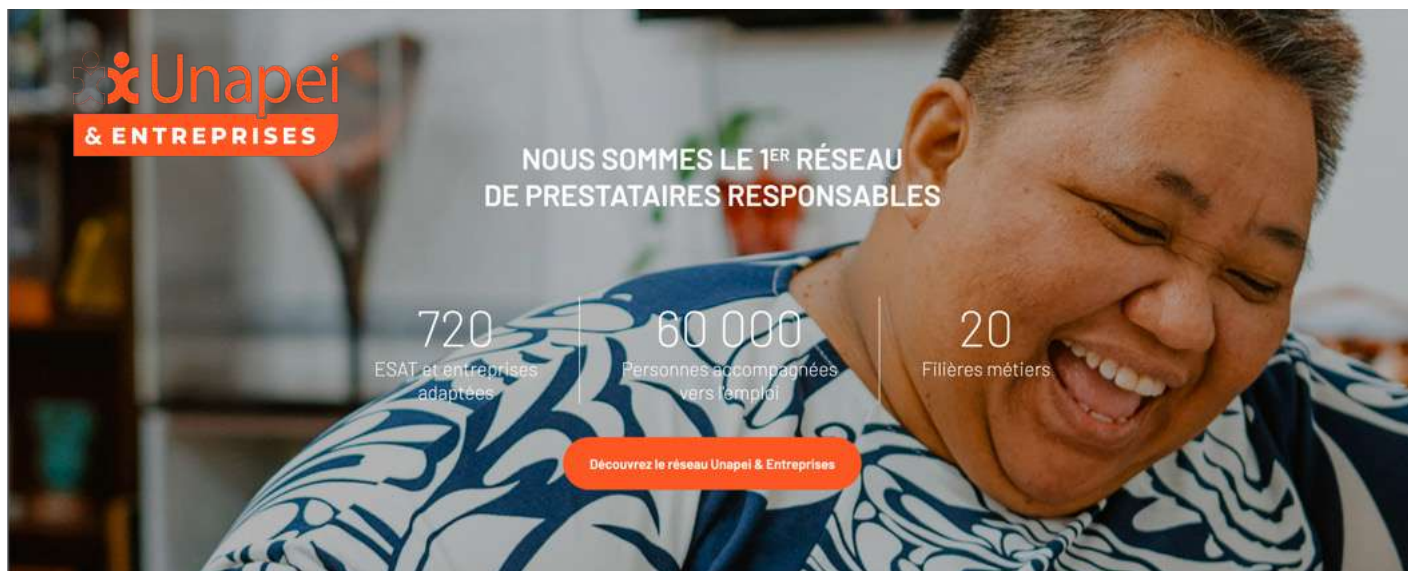 Unapei
& ENTREPRISES
NOUS SOMMES LE 1ER RÉSEAU
DE PRESTATAIRES RESPONSABLES
720
ESAT et entreprises
adaptées
60 000
Personnes accompagnées
vers l'emploi
20
Filières métiers
Découvrez le réseau Unapei & Entreprises